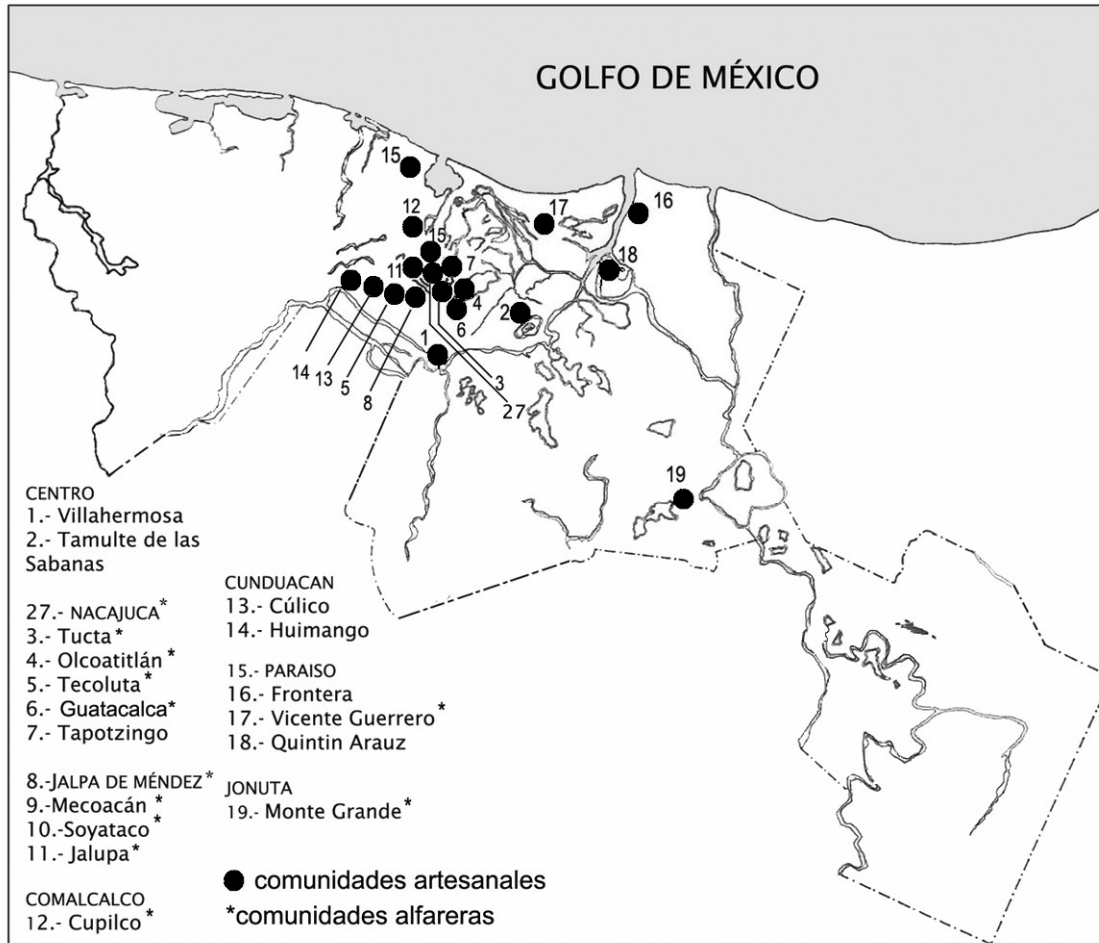 GOLFO DE MÉXICO
15
12
15
17
16
18
11
7
4
2
6
1
14
13
5
8
3
27
19
CENTRO
1.- Villahermosa
2.- Tamulte de las
Sabanas
27.- NACAJUCA*
3.- Tucta*
4.- Olcoatitlán*
5.- Tecoluta*
6.- Guatacalca*
7.- Tapotzingo
8.-JALPA DE MÉNDEZ*
9.-Mecoacán *
10.-Soyataco*
11.- Jalupa*
COMALCALCO
12.- Cupilco*
CUNDUACAN
13.- Cúlico
14.- Huimango
15.- PARAISO
16.- Frontera
17.- Vicente Guerrero*
18.- Quintin Arauz
JONUTA
19.- Monte Grande*
comunidades artesanales
*comunidades alfareras